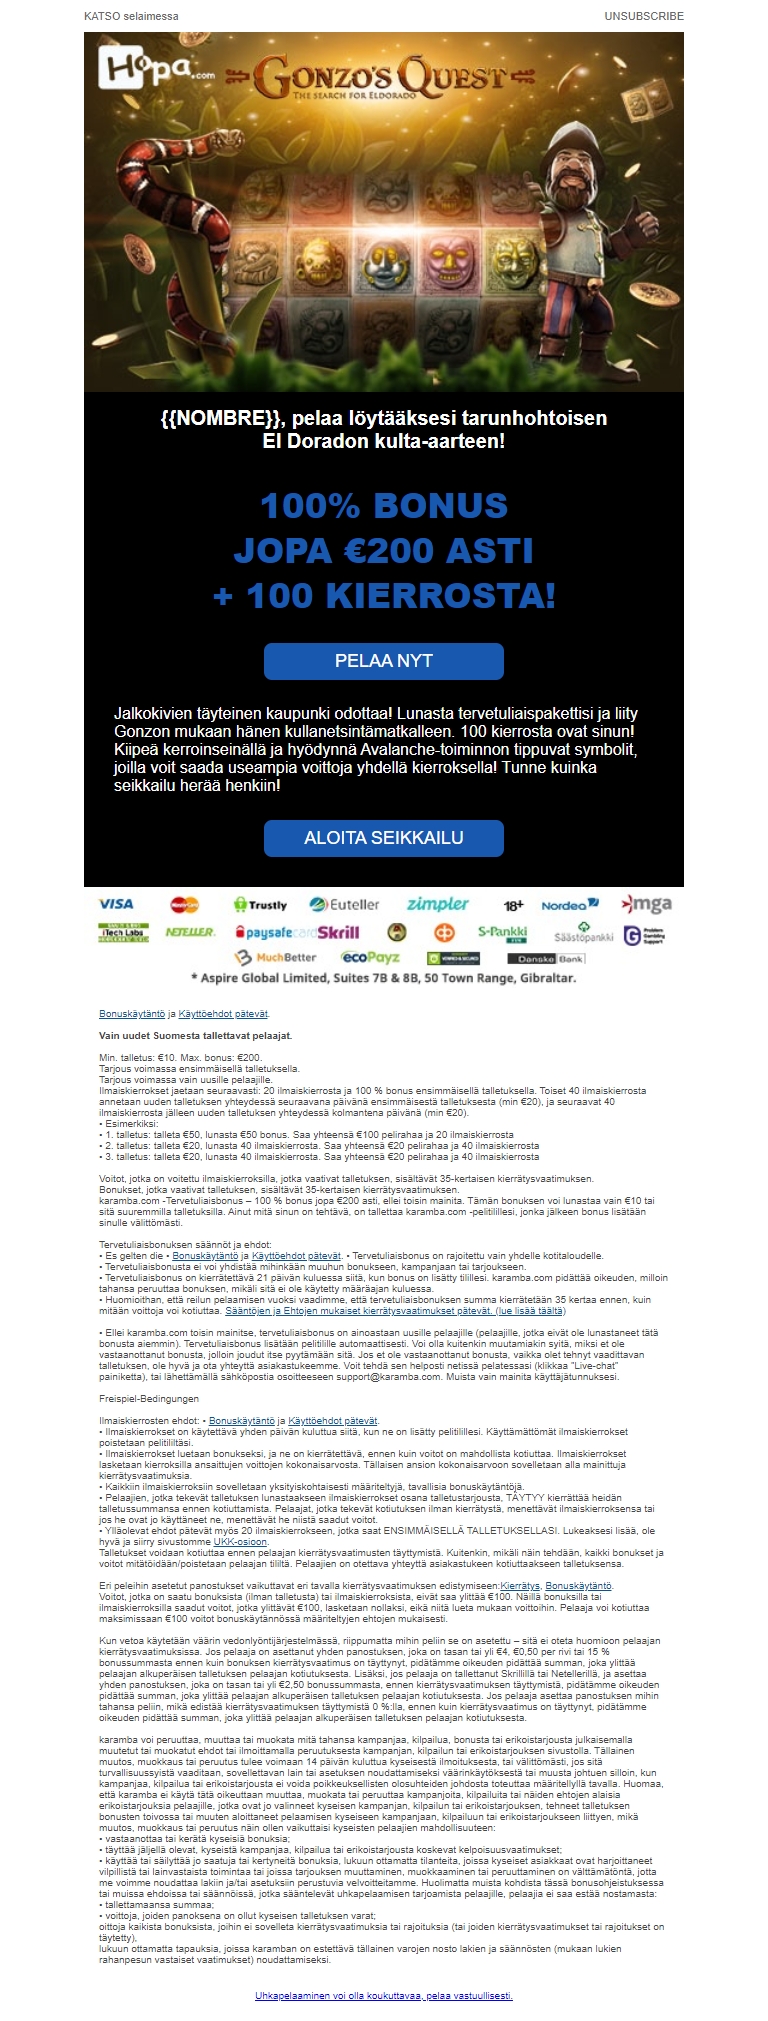 KATSO selaimessa
UNSUBSCRIBE
Hopa.com
GONZO'S QUEST
THE SEARCH FOR ELDORADO
{{NOMBRE}}, pelaa löytääksesi tarunhohtoisen
El Doradon kulta-aarteen!
100% BONUS
JOPA €200 ASTI
+ 100 KIERROSTA!
PELAA NYT
Jalkokivien täyteinen kaupunki odottaa! Lunasta tervetuliaispakettisi ja liity
Gonzon mukaan hänen kullanetsintämatkalleen. 100 kierrosta ovat sinun!
Kiipeä kerroinseinällä ja hyödynnä Avalanche-toiminnon tippuvat symbolit,
joilla voit saada useampia voittoja yhdellä kierroksella! Tunne kuinka
seikkailu herää henkiin!
ALOITA SEIKKAILU
VISA MasterCard Trustly Euteller zimpler 18+ Nordea mga
iTech Labs NETELLER paysafecard Skrill S-Pankki Säästöpankki G Problem Gambling Support
MuchBetter ecoPayz Danske Bank
* Aspire Global Limited, Suites 7B & 8B, 50 Town Range, Gibraltar.
Bonuskäytäntö ja Käyttöehdot pätevät.
Vain uudet Suomesta tallettavat pelaajat.
Min. talletus: €10. Max. bonus: €200.
Tarjous voimassa ensimmäisellä talletuksella.
Tarjous voimassa vain uusille pelaajille.
Ilmaiskierrokset jaetaan seuraavasti: 20 ilmaiskierrosta ja 100 % bonus ensimmäisellä talletuksella. Toiset 40 ilmaiskierrosta
annetaan uuden talletuksen yhteydessä seuraavana päivänä ensimmäisestä talletuksesta (min €20), ja seuraavat 40
ilmaiskierrosta jälleen uuden talletuksen yhteydessä kolmantena päivänä (min €20).
• Esimerkiksi:
• 1. talletus: talleta €50, lunasta €50 bonus. Saa yhteensä €100 pelirahaa ja 20 ilmaiskierrosta
• 2. talletus: talleta €20, lunasta 40 ilmaiskierrosta. Saa yhteensä €20 pelirahaa ja 40 ilmaiskierrosta
• 3. talletus: talleta €20, lunasta 40 ilmaiskierrosta. Saa yhteensä €20 pelirahaa ja 40 ilmaiskierrosta
Voitot, jotka on voitettu ilmaiskierroksilla, jotka vaativat talletuksen, sisältävät 35-kertaisen kierrätysvaatimuksen.
Bonukset, jotka vaativat talletuksen, sisältävät 35-kertaisen kierrätysvaatimuksen.
karamba.com -Tervetuliaisbonus – 100 % bonus jopa €200 asti, ellei toisin mainita. Tämän bonuksen voi lunastaa vain €10 tai
sitä suuremmilla talletuksilla. Ainut mitä sinun on tehtävä, on tallettaa karamba.com -pelitilillesi, jonka jälkeen bonus lisätään
sinulle välittömästi.
Tervetuliaisbonuksen säännöt ja ehdot:
• Es gelten die • Bonuskäytäntö ja Käyttöehdot pätevät. • Tervetuliaisbonus on rajoitettu vain yhdelle kotitaloudelle.
• Tervetuliaisbonusta ei voi yhdistää mihinkään muuhun bonukseen, kampanjaan tai tarjoukseen.
• Tervetuliaisbonus on kierrätettävä 21 päivän kuluessa siitä, kun bonus on lisätty tilillesi. karamba.com pidättää oikeuden, milloin
tahansa peruuttaa bonuksen, mikäli sitä ei ole käytetty määräajan kuluessa.
• Huomioithan, että reilun pelaamisen vuoksi vaadimme, että tervetuliaisbonuksen summa kierrätetään 35 kertaa ennen, kuin
mitään voittoja voi kotiuttaa. Sääntöjen ja Ehtojen mukaiset kierrätysvaatimukset pätevät. (lue lisää täältä)
• Ellei karamba.com toisin mainitse, tervetuliaisbonus on ainoastaan uusille pelaajille (pelaajille, jotka eivät ole lunastaneet tätä
bonusta aiemmin). Tervetuliaisbonus lisätään pelitilille automaattisesti. Voi olla kuitenkin muutamiakin syitä, miksi et ole
vastaanottanut bonusta, jolloin joudut itse pyytämään sitä. Jos et ole vastaanottanut bonusta, vaikka olet tehnyt vaadittavan
talletuksen, ole hyvä ja ota yhteyttä asiakastukeemme. Voit tehdä sen helposti netissä pelatessasi (klikkaa "Live-chat"
painiketta), tai lähettämällä sähköpostia osoitteeseen support@karamba.com. Muista vain mainita käyttäjätunnuksesi.
Freispiel-Bedingungen
Ilmaiskierrosten ehdot: • Bonuskäytäntö ja Käyttöehdot pätevät.
• Ilmaiskierrokset on käytettävä yhden päivän kuluttua siitä, kun ne on lisätty pelitilillesi. Käyttämättömät ilmaiskierrokset
poistetaan pelitililtäsi.
• Ilmaiskierrokset luetaan bonukseksi, ja ne on kierrätettävä, ennen kuin voitot on mahdollista kotiuttaa. Ilmaiskierrokset
lasketaan kierroksilla ansaittujen voittojen kokonaisarvosta. Tällaisen ansion kokonaisarvoon sovelletaan alla mainittuja
kierrätysvaatimuksia.
• Kaikkiin ilmaiskierroksiin sovelletaan yksityiskohtaisesti määriteltyjä, tavallisia bonuskäytäntöjä.
• Pelaajien, jotka tekevät talletuksen lunastaakseen ilmaiskierrokset osana talletustarjousta, TÄYTYY kierrättää heidän
talletussummansa ennen kotiuttamista. Pelaajat, jotka tekevät kotiutuksen ilman kierrätystä, menettävät ilmaiskierroksensa tai
jos he ovat jo käyttäneet ne, menettävät he niistä saadut voitot.
• Ylläolevat ehdot pätevät myös 20 ilmaiskierrokseen, jotka saat ENSIMMÄISELLÄ TALLETUKSELLASI. Lukeaksesi lisää, ole
hyvä ja siirry sivustomme UKK-osioon.
Talletukset voidaan kotiuttaa ennen pelaajan kierrätysvaatimusten täyttymistä. Kuitenkin, mikäli näin tehdään, kaikki bonukset ja
voitot mitätöidään/poistetaan pelaajan tililtä. Pelaajien on otettava yhteyttä asiakastukeen kotiuttaakseen talletuksensa.
Eri peleihin asetetut panostukset vaikuttavat eri tavalla kierrätysvaatimuksen edistymiseen:Kierrätys, Bonuskäytäntö.
Voitot, jotka on saatu bonuksista (ilman talletusta) tai ilmaiskierroksista, eivät saa ylittää €100. Näillä bonuksilla tai
ilmaiskierroksilla saadut voitot, jotka ylittävät €100, lasketaan nollaksi, eikä niitä lueta mukaan voittoihin. Pelaaja voi kotiuttaa
maksimissaan €100 voitot bonuskäytännössä määriteltyjen ehtojen mukaisesti.
Kun vetoa käytetään väärin vedonlyöntijärjestelmässä, riippumatta mihin peliin se on asetettu – sitä ei oteta huomioon pelaajan
kierrätysvaatimuksissa. Jos pelaaja on asettanut yhden panostuksen, joka on tasan tai yli €4, €0,50 per rivi tai 15 %
bonussummasta ennen kuin bonuksen kierrätysvaatimus on täyttynyt, pidätämme oikeuden pidättää summan, joka ylittää
pelaajan alkuperäisen talletuksen pelaajan kotiutuksesta. Lisäksi, jos pelaaja on tallettanut Skrillillä tai Netellerillä, ja asettaa
yhden panostuksen, joka on tasan tai yli €2,50 bonussummasta, ennen kierrätysvaatimuksen täyttymistä, pidätämme oikeuden
pidättää summan, joka ylittää pelaajan alkuperäisen talletuksen pelaajan kotiutuksesta. Jos pelaaja asettaa panostuksen mihin
tahansa peliin, mikä edistää kierrätysvaatimuksen täyttymistä 0 %:lla, ennen kuin kierrätysvaatimus on täyttynyt, pidätämme
oikeuden pidättää summan, joka ylittää pelaajan alkuperäisen talletuksen pelaajan kotiutuksesta.
karamba voi peruuttaa, muuttaa tai muokata mitä tahansa kampanjaa, kilpailua, bonusta tai erikoistarjousta julkaisemalla
muutetut tai muokatut ehdot tai ilmoittamalla peruutuksesta kampanjan, kilpailun tai erikoistarjouksen sivustolla. Tällainen
muutos, muokkaus tai peruutus tulee voimaan 14 päivän kuluttua kyseisestä ilmoituksesta, tai välittömästi, jos sitä
turvallisuussyistä vaaditaan, sovellettavan lain tai asetuksen noudattamiseksi väärinkäytöksestä tai muusta johtuen silloin, kun
kampanjaa, kilpailua tai erikoistarjousta ei voida poikkeuksellisten olosuhteiden johdosta toteuttaa määritellyllä tavalla. Huomaa,
että karamba ei käytä tätä oikeuttaan muuttaa, muokata tai peruuttaa kampanjoita, kilpailuita tai näiden ehtojen alaisia
erikoistarjouksia pelaajille, jotka ovat jo valinneet kyseisen kampanjan, kilpailun tai erikoistarjouksen, tehneet talletuksen
bonusten toivossa tai muuten aloittaneet pelaamisen kyseiseen kampanjaan, kilpailuun tai erikoistarjoukseen liittyen, mikä
muutos, muokkaus tai peruutus näin ollen vaikuttaisi kyseisten pelaajien mahdollisuuteen:
• vastaanottaa tai kerätä kyseisiä bonuksia;
• täyttää jäljellä olevat, kyseistä kampanjaa, kilpailua tai erikoistarjousta koskevat kelpoisuusvaatimukset;
• käyttää tai säilyttää jo saatuja tai kertyneitä bonuksia, lukuun ottamatta tilanteita, joissa kyseiset asiakkaat ovat harjoittaneet
vilpillistä tai lainvastaista toimintaa tai joissa tarjouksen muuttaminen, muokkaaminen tai peruuttaminen on välttämätöntä, jotta
me voimme noudattaa lakiin ja/tai asetuksiin perustuvia velvoitteitamme. Huolimatta muista kohdista tässä bonusohjeistuksessa
tai muissa ehdoissa tai säännöissä, jotka sääntelevät uhkapelaamisen tarjoamista pelaajille, pelaajia ei saa estää nostamasta:
• tallettamaansa summaa;
• voittoja, joiden panoksena on ollut kyseisen talletuksen varat;
oittoja kaikista bonuksista, joihin ei sovelleta kierrätysvaatimuksia tai rajoituksia (tai joiden kierrätysvaatimukset tai rajoitukset on
täytetty),
lukuun ottamatta tapauksia, joissa karamban on estettävä tällainen varojen nosto lakien ja säännösten (mukaan lukien
rahanpesun vastaiset vaatimukset) noudattamiseksi.
Uhkapelaaminen voi olla koukuttavaa, pelaa vastuullisesti.